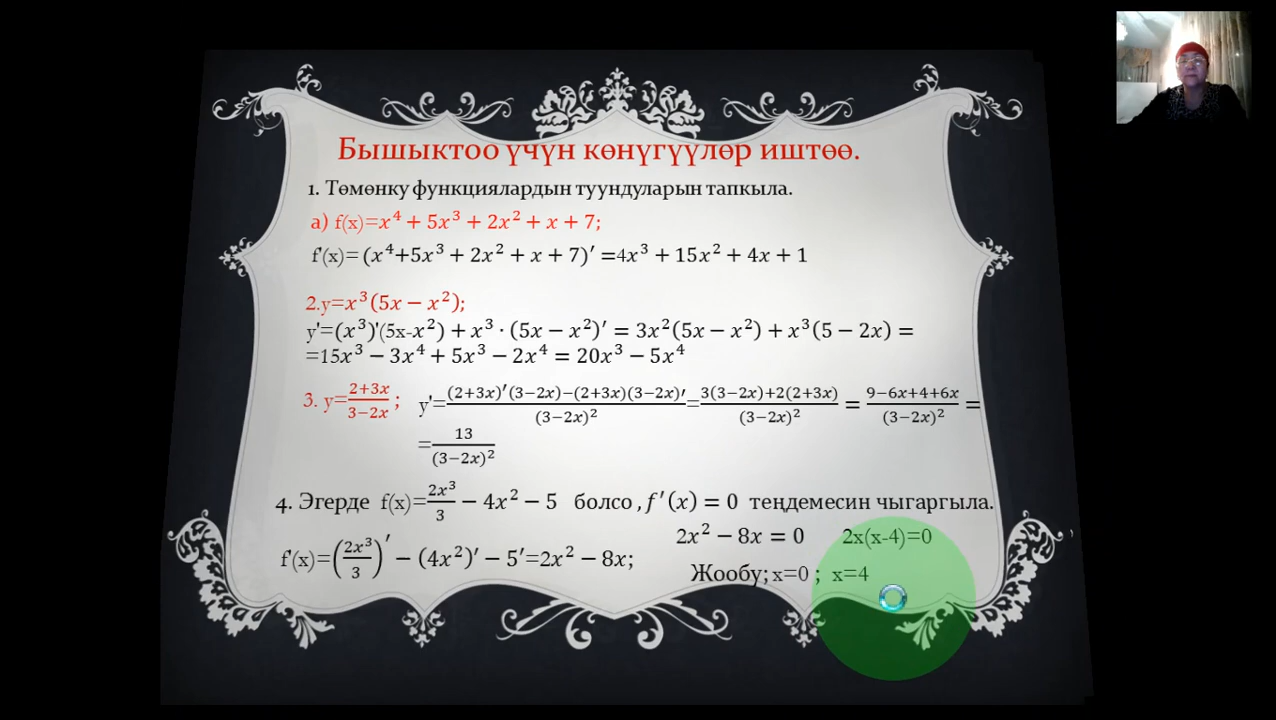 Бышыктоо үчүн көнүгүүлөр иштөө.
1. Төмөнку функциялардын туундуларын тапкыла.
а) f(x)=x⁴ + 5x³ + 2x² + x + 7;
f'(x)= (x⁴+5x³ + 2x² + x + 7)′ =4x³ + 15x² + 4x + 1
2.y=x³(5x − x²);
y'=(x³)'(5x-x²) + x³ · (5x − x²)′ = 3x²(5x − x²) + x³(5 − 2x) =
=15x³ − 3x⁴ + 5x³ − 2x⁴ = 20x³ − 5x⁴
3. y=(2+3x)/(3−2x) ; y'=((2+3x)′(3−2x)−(2+3x)(3−2x)′)/(3−2x)²=(3(3−2x)+2(2+3x))/(3−2x)² = (9−6x+4+6x)/(3−2x)² =
=13/(3−2x)²
4. Эгерде f(x)=2x³/3 − 4x² − 5 болсо , f′(x) = 0 теңдемесин чыгаргыла.
f'(x)=(2x³/3)′ − (4x²)′ − 5′=2x² − 8x;
2x² − 8x = 0 2x(x-4)=0
Жообу; x=0 ; x=4